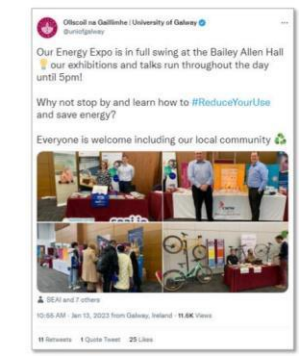 Ollscoil na Gaillimhe | University of Galway
@uniofgalway
Our Energy Expo is in full swing at the Bailey Allen Hall
💡 our exhibitions and talks run throughout the day
until 5pm!
Why not stop by and learn how to #ReduceYourUse
and save energy?
Everyone is welcome including our local community ♻️
SEAI and 7 others
10:55 AM · Jan 13, 2023 from Galway, Ireland · 11.6K Views
11 Retweets 1 Quote Tweet 25 Likes